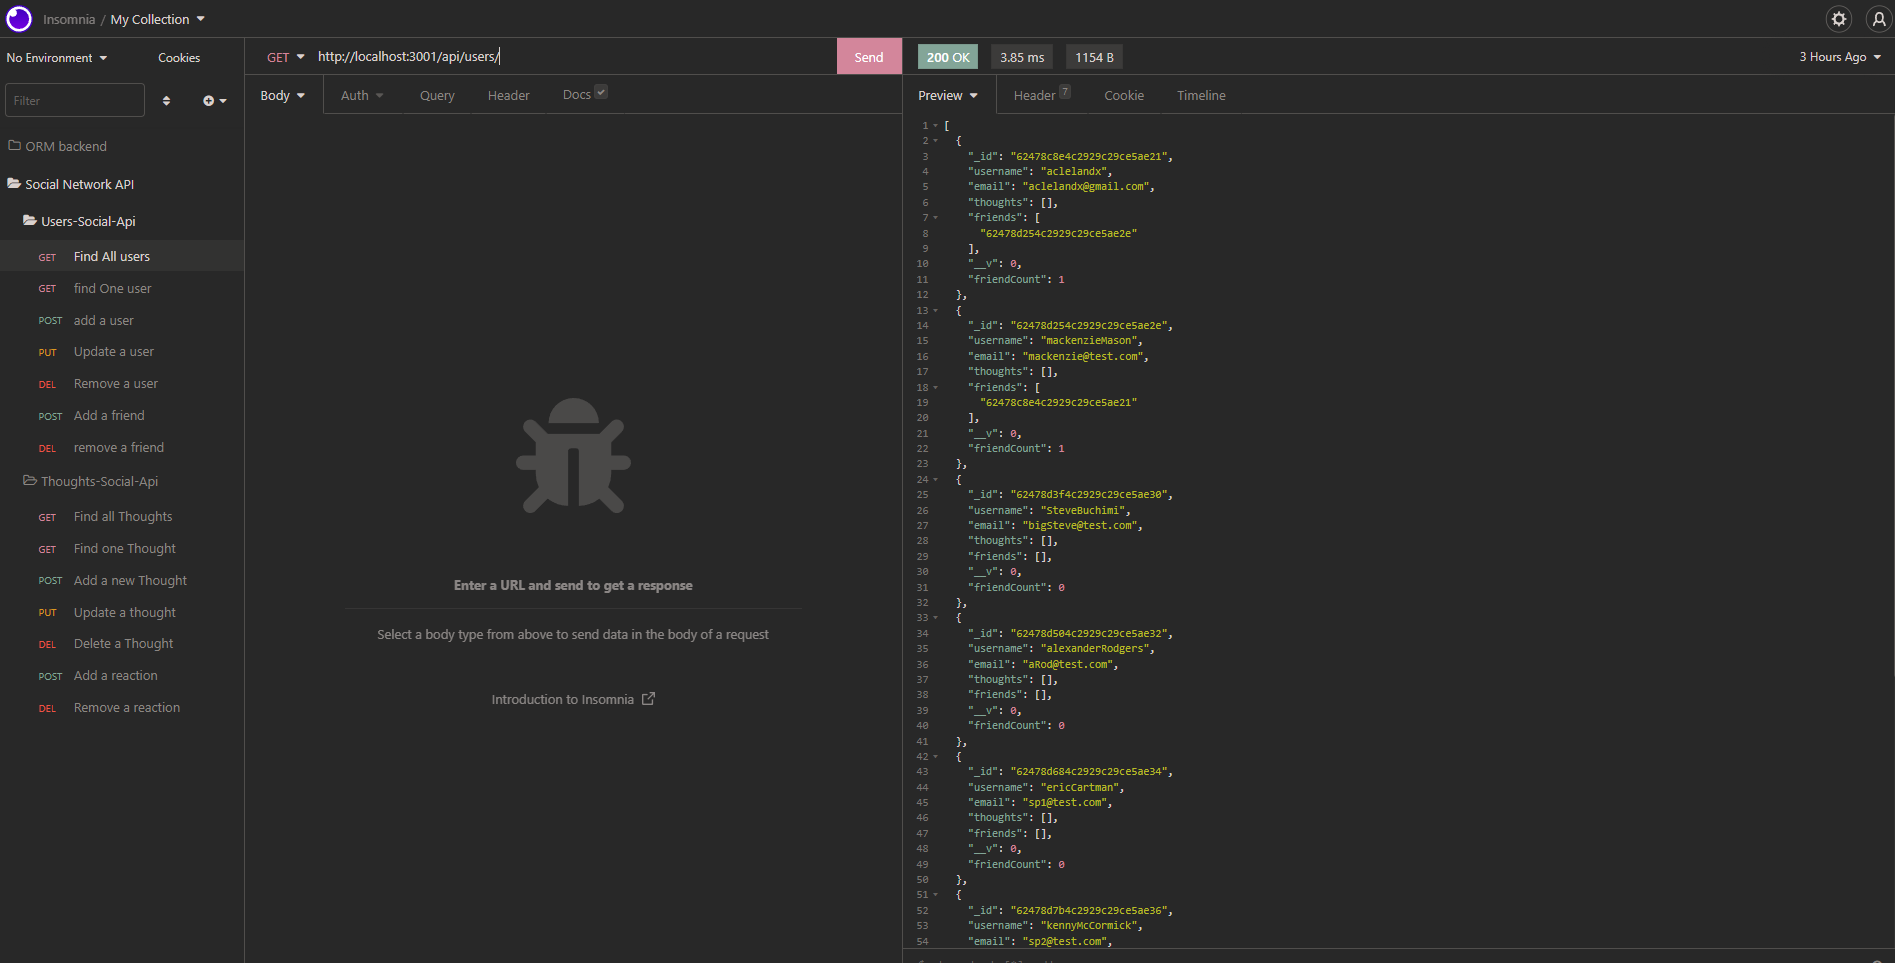 Insomnia / My Collection
No Environment
Cookies
GET
http://localhost:3001/api/users/
Send
200 OK
3.85 ms
1154 B
3 Hours Ago
Filter
Body
Auth
Query
Header
Docs
Preview
Header 7
Cookie
Timeline
ORM backend
Social Network API
Users-Social-Api
GET Find All users
GET find One user
POST add a user
PUT Update a user
DEL Remove a user
POST Add a friend
DEL remove a friend
Thoughts-Social-Api
GET Find all Thoughts
GET Find one Thought
POST Add a new Thought
PUT Update a thought
DEL Delete a Thought
POST Add a reaction
DEL Remove a reaction
Enter a URL and send to get a response
Select a body type from above to send data in the body of a request
Introduction to Insomnia
1 [
2 {
3 "_id": "62478c8e4c2929c29ce5ae21",
4 "username": "aclelandx",
5 "email": "aclelandx@gmail.com",
6 "thoughts": [],
7 "friends": [
8 "62478d254c2929c29ce5ae2e"
9 ],
10 "__v": 0,
11 "friendCount": 1
12 },
13 {
14 "_id": "62478d254c2929c29ce5ae2e",
15 "username": "mackenzieMason",
16 "email": "mackenzie@test.com",
17 "thoughts": [],
18 "friends": [
19 "62478c8e4c2929c29ce5ae21"
20 ],
21 "__v": 0,
22 "friendCount": 1
23 },
24 {
25 "_id": "62478d3f4c2929c29ce5ae30",
26 "username": "SteveBuchimi",
27 "email": "bigSteve@test.com",
28 "thoughts": [],
29 "friends": [],
30 "__v": 0,
31 "friendCount": 0
32 },
33 {
34 "_id": "62478d504c2929c29ce5ae32",
35 "username": "alexanderRodgers",
36 "email": "aRod@test.com",
37 "thoughts": [],
38 "friends": [],
39 "__v": 0,
40 "friendCount": 0
41 },
42 {
43 "_id": "62478d684c2929c29ce5ae34",
44 "username": "ericCartman",
45 "email": "sp1@test.com",
46 "thoughts": [],
47 "friends": [],
48 "__v": 0,
49 "friendCount": 0
50 },
51 {
52 "_id": "62478d7b4c2929c29ce5ae36",
53 "username": "kennyMcCormick",
54 "email": "sp2@test.com",